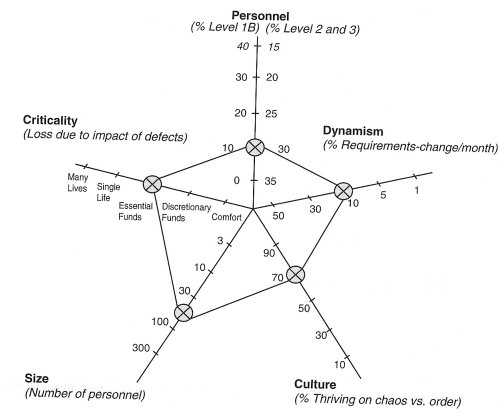 Personnel
(% Level 1B) (% Level 2 and 3)
40 15
30 20
20 25
10 30
0 35
Criticality
(Loss due to impact of defects)
Many
Lives
Single
Life
Essential
Funds
Discretionary
Funds
Comfort
Dynamism
(% Requirements-change/month)
50
30
10
5
1
3
10
30
100
300
90
70
50
30
10
Size
(Number of personnel)
Culture
(% Thriving on chaos vs. order)